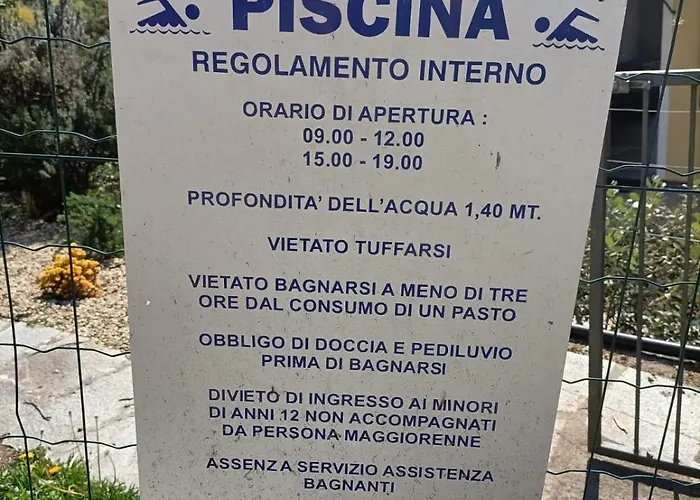 PISCINA
REGOLAMENTO INTERNO
ORARIO DI APERTURA :
09.00 - 12.00
15.00 - 19.00
PROFONDITA' DELL'ACQUA 1,40 MT.
VIETATO TUFFARSI
VIETATO BAGNARSI A MENO DI TRE
ORE DAL CONSUMO DI UN PASTO
OBBLIGO DI DOCCIA E PEDILUVIO
PRIMA DI BAGNARSI
DIVIETO DI INGRESSO AI MINORI
DI ANNI 12 NON ACCOMPAGNATI
DA PERSONA MAGGIORENNE
ASSENZA SERVIZIO ASSISTENZA
BAGNANTI